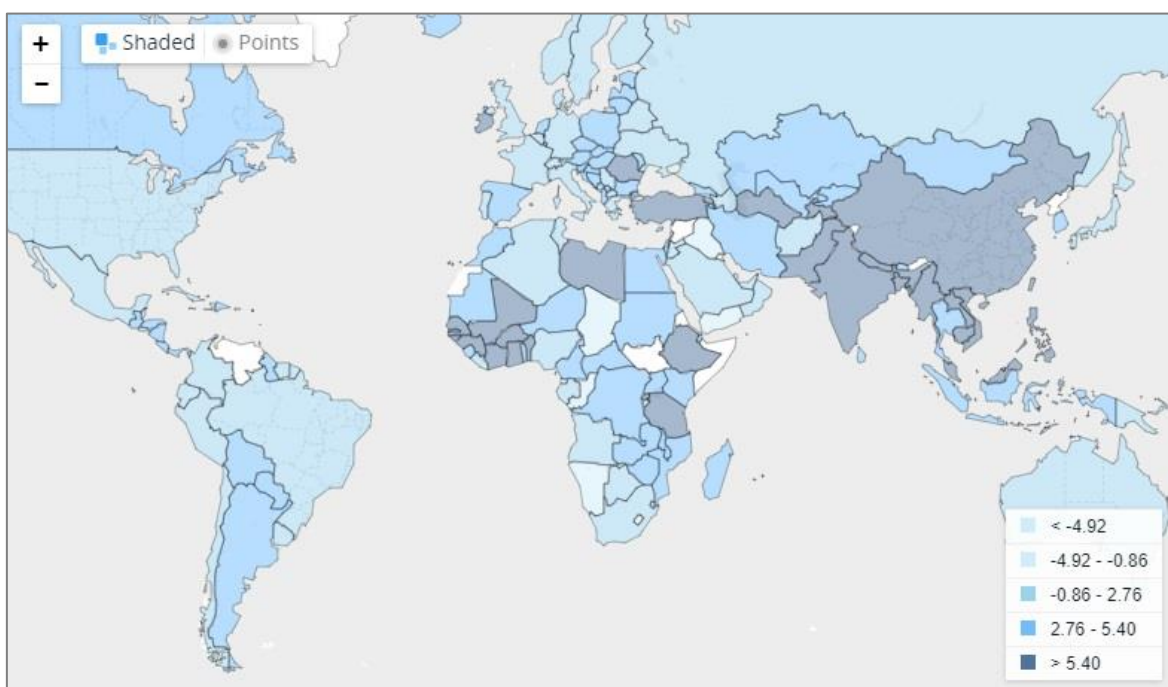 +
Shaded
Points
−
< -4.92
-4.92 - -0.86
-0.86 - 2.76
2.76 - 5.40
> 5.40